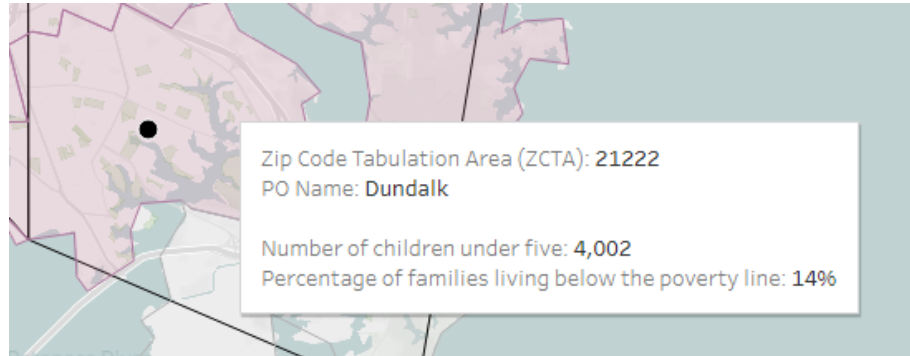 Zip Code Tabulation Area (ZCTA): 21222
PO Name: Dundalk
Number of children under five: 4,002
Percentage of families living below the poverty line: 14%